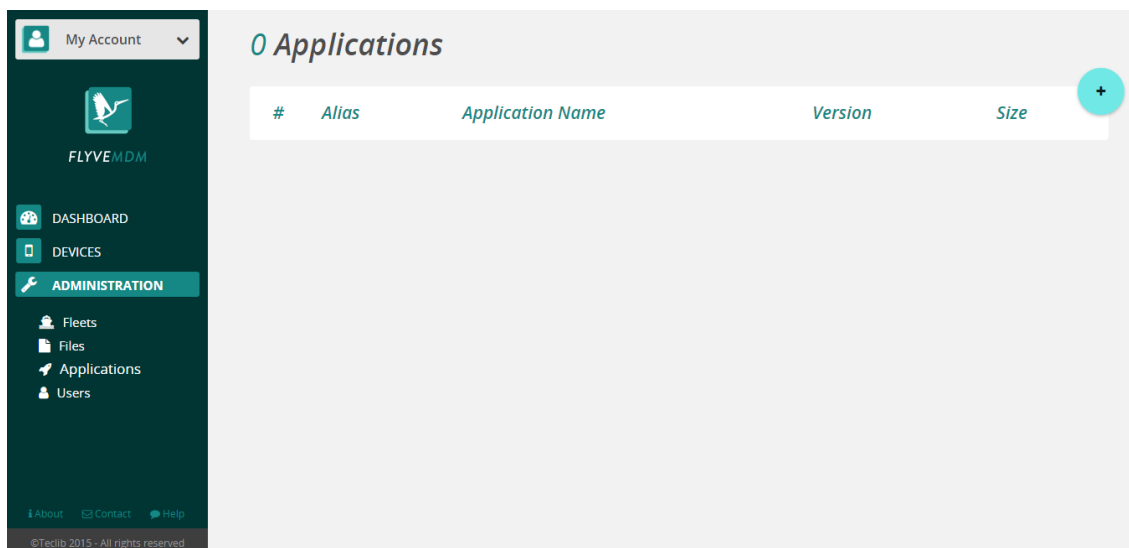 My Account
FLYVEMDM
DASHBOARD
DEVICES
ADMINISTRATION
Fleets
Files
Applications
Users
About Contact Help
©Teclib 2015 - All rights reserved
0 Applications
# Alias Application Name Version Size
+